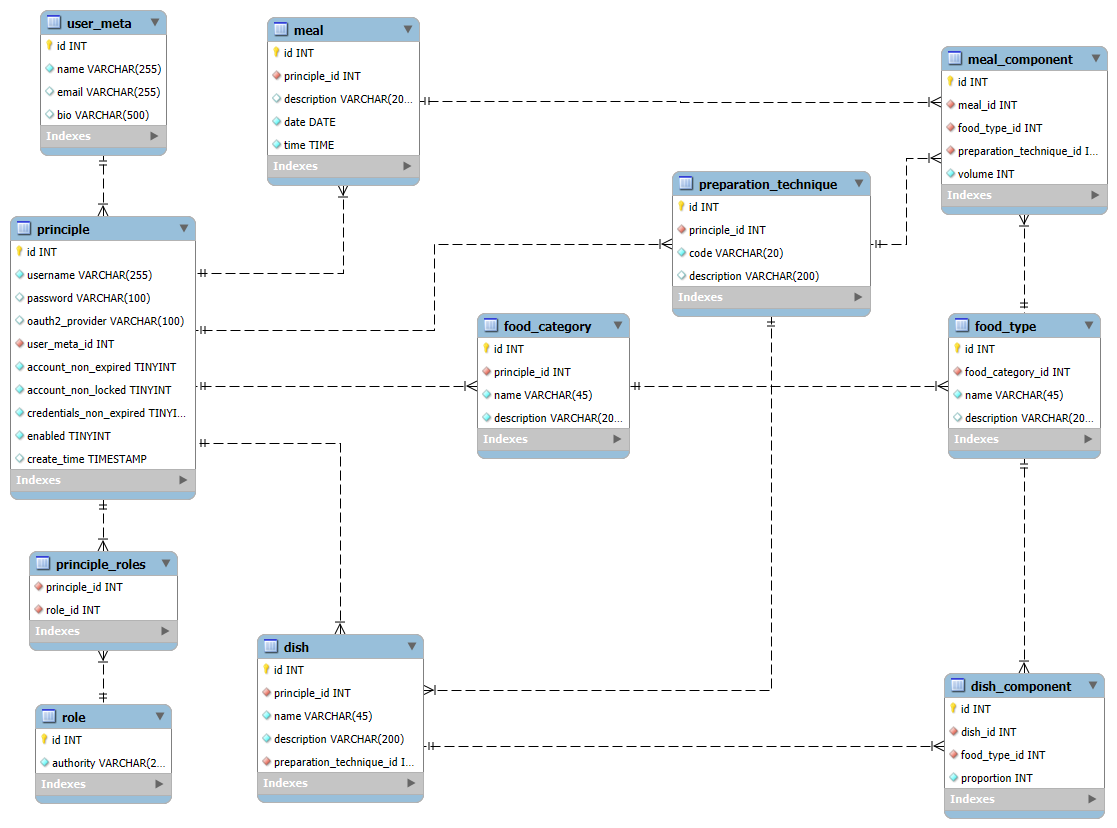 user_meta
id INT
name VARCHAR(255)
email VARCHAR(255)
bio VARCHAR(500)
Indexes
principle
id INT
username VARCHAR(255)
password VARCHAR(100)
oauth2_provider VARCHAR(100)
user_meta_id INT
account_non_expired TINYINT
account_non_locked TINYINT
credentials_non_expired TINYI...
enabled TINYINT
create_time TIMESTAMP
Indexes
principle_roles
principle_id INT
role_id INT
Indexes
role
id INT
authority VARCHAR(2...
Indexes
meal
id INT
principle_id INT
description VARCHAR(20...
date DATE
time TIME
Indexes
preparation_technique
id INT
principle_id INT
code VARCHAR(20)
description VARCHAR(200)
Indexes
food_category
id INT
principle_id INT
name VARCHAR(45)
description VARCHAR(20...
Indexes
dish
id INT
principle_id INT
name VARCHAR(45)
description VARCHAR(200)
preparation_technique_id I...
Indexes
meal_component
id INT
meal_id INT
food_type_id INT
preparation_technique_id I...
volume INT
Indexes
food_type
id INT
food_category_id INT
name VARCHAR(45)
description VARCHAR(20...
Indexes
dish_component
id INT
dish_id INT
food_type_id INT
proportion INT
Indexes